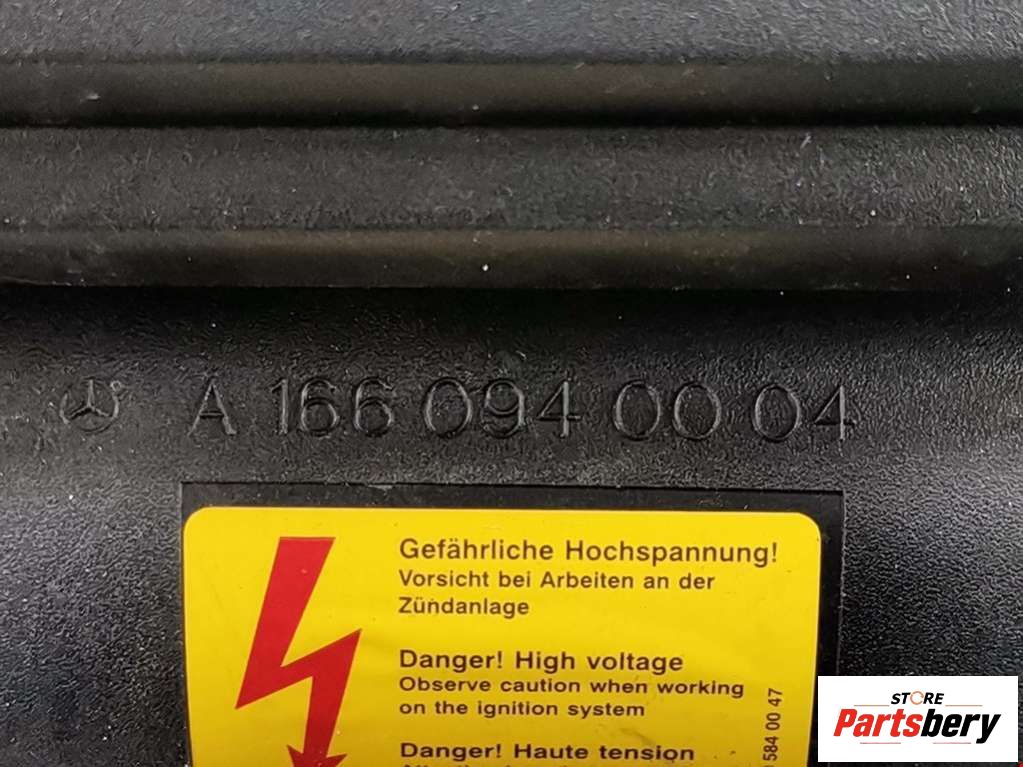 A 166 094 00 04
Gefährliche Hochspannung!
Vorsicht bei Arbeiten an der
Zündanlage
Danger! High voltage
Observe caution when working
on the ignition system
Danger! Haute tension
584 00 47
STORE
Partsbery